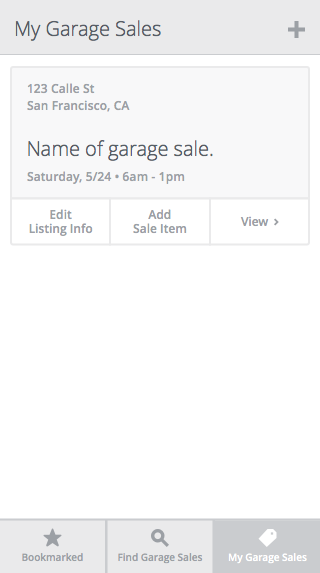 My Garage Sales
123 Calle St
San Francisco, CA
Name of garage sale.
Saturday, 5/24 • 6am - 1pm
Edit
Listing Info
Add
Sale Item
View ›
Bookmarked
Find Garage Sales
My Garage Sales